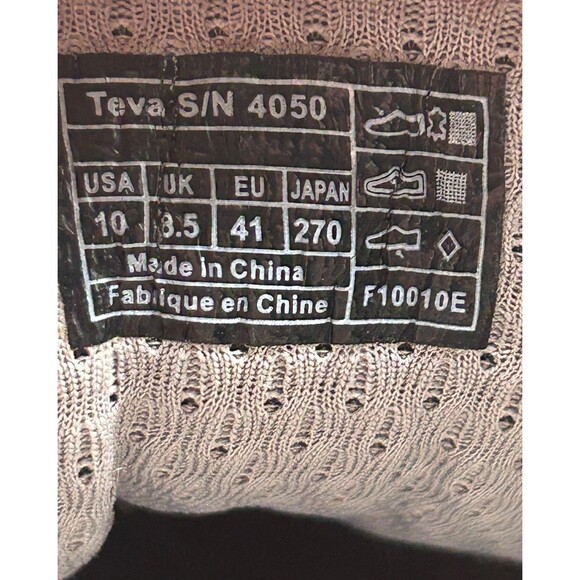 Teva S/N 4050
USA UK EU JAPAN
10 8.5 41 270
Made in China
Fabrique en Chine F10010E